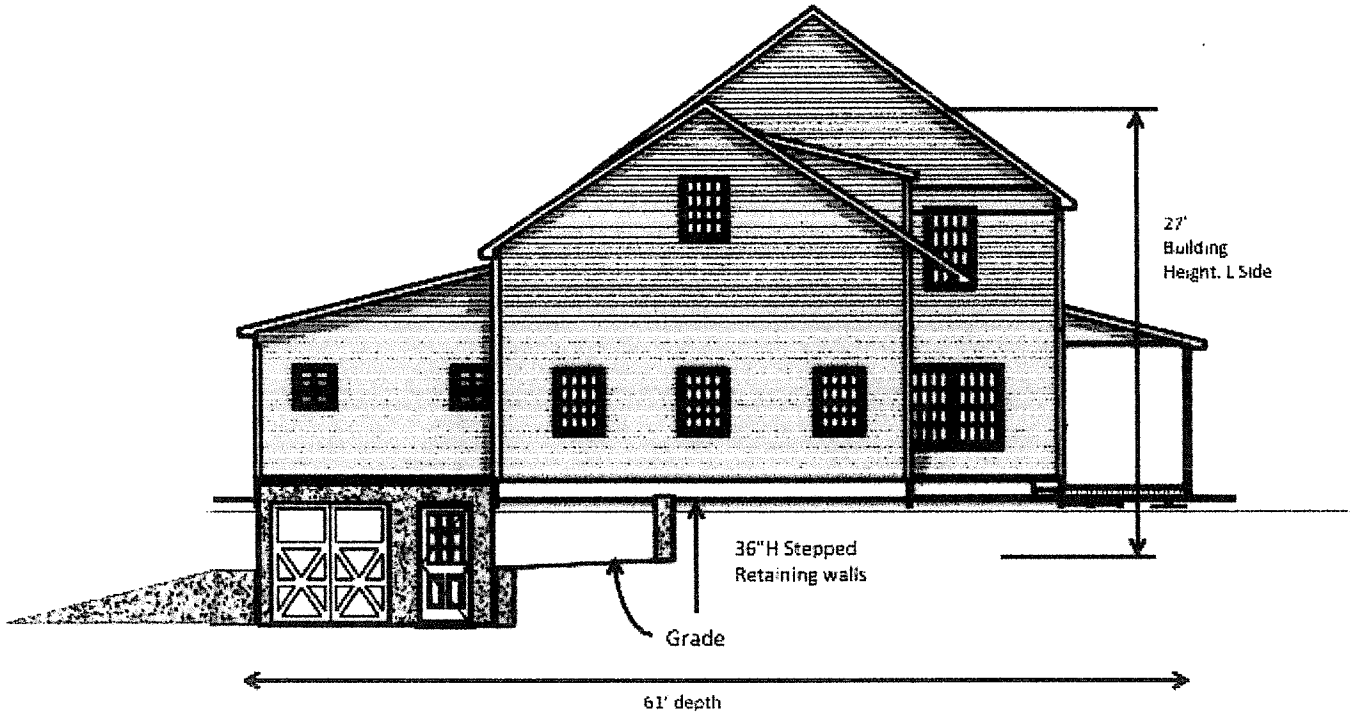 27'
Building
Height. L Side
36"H Stepped
Retaining walls
Grade
61' depth